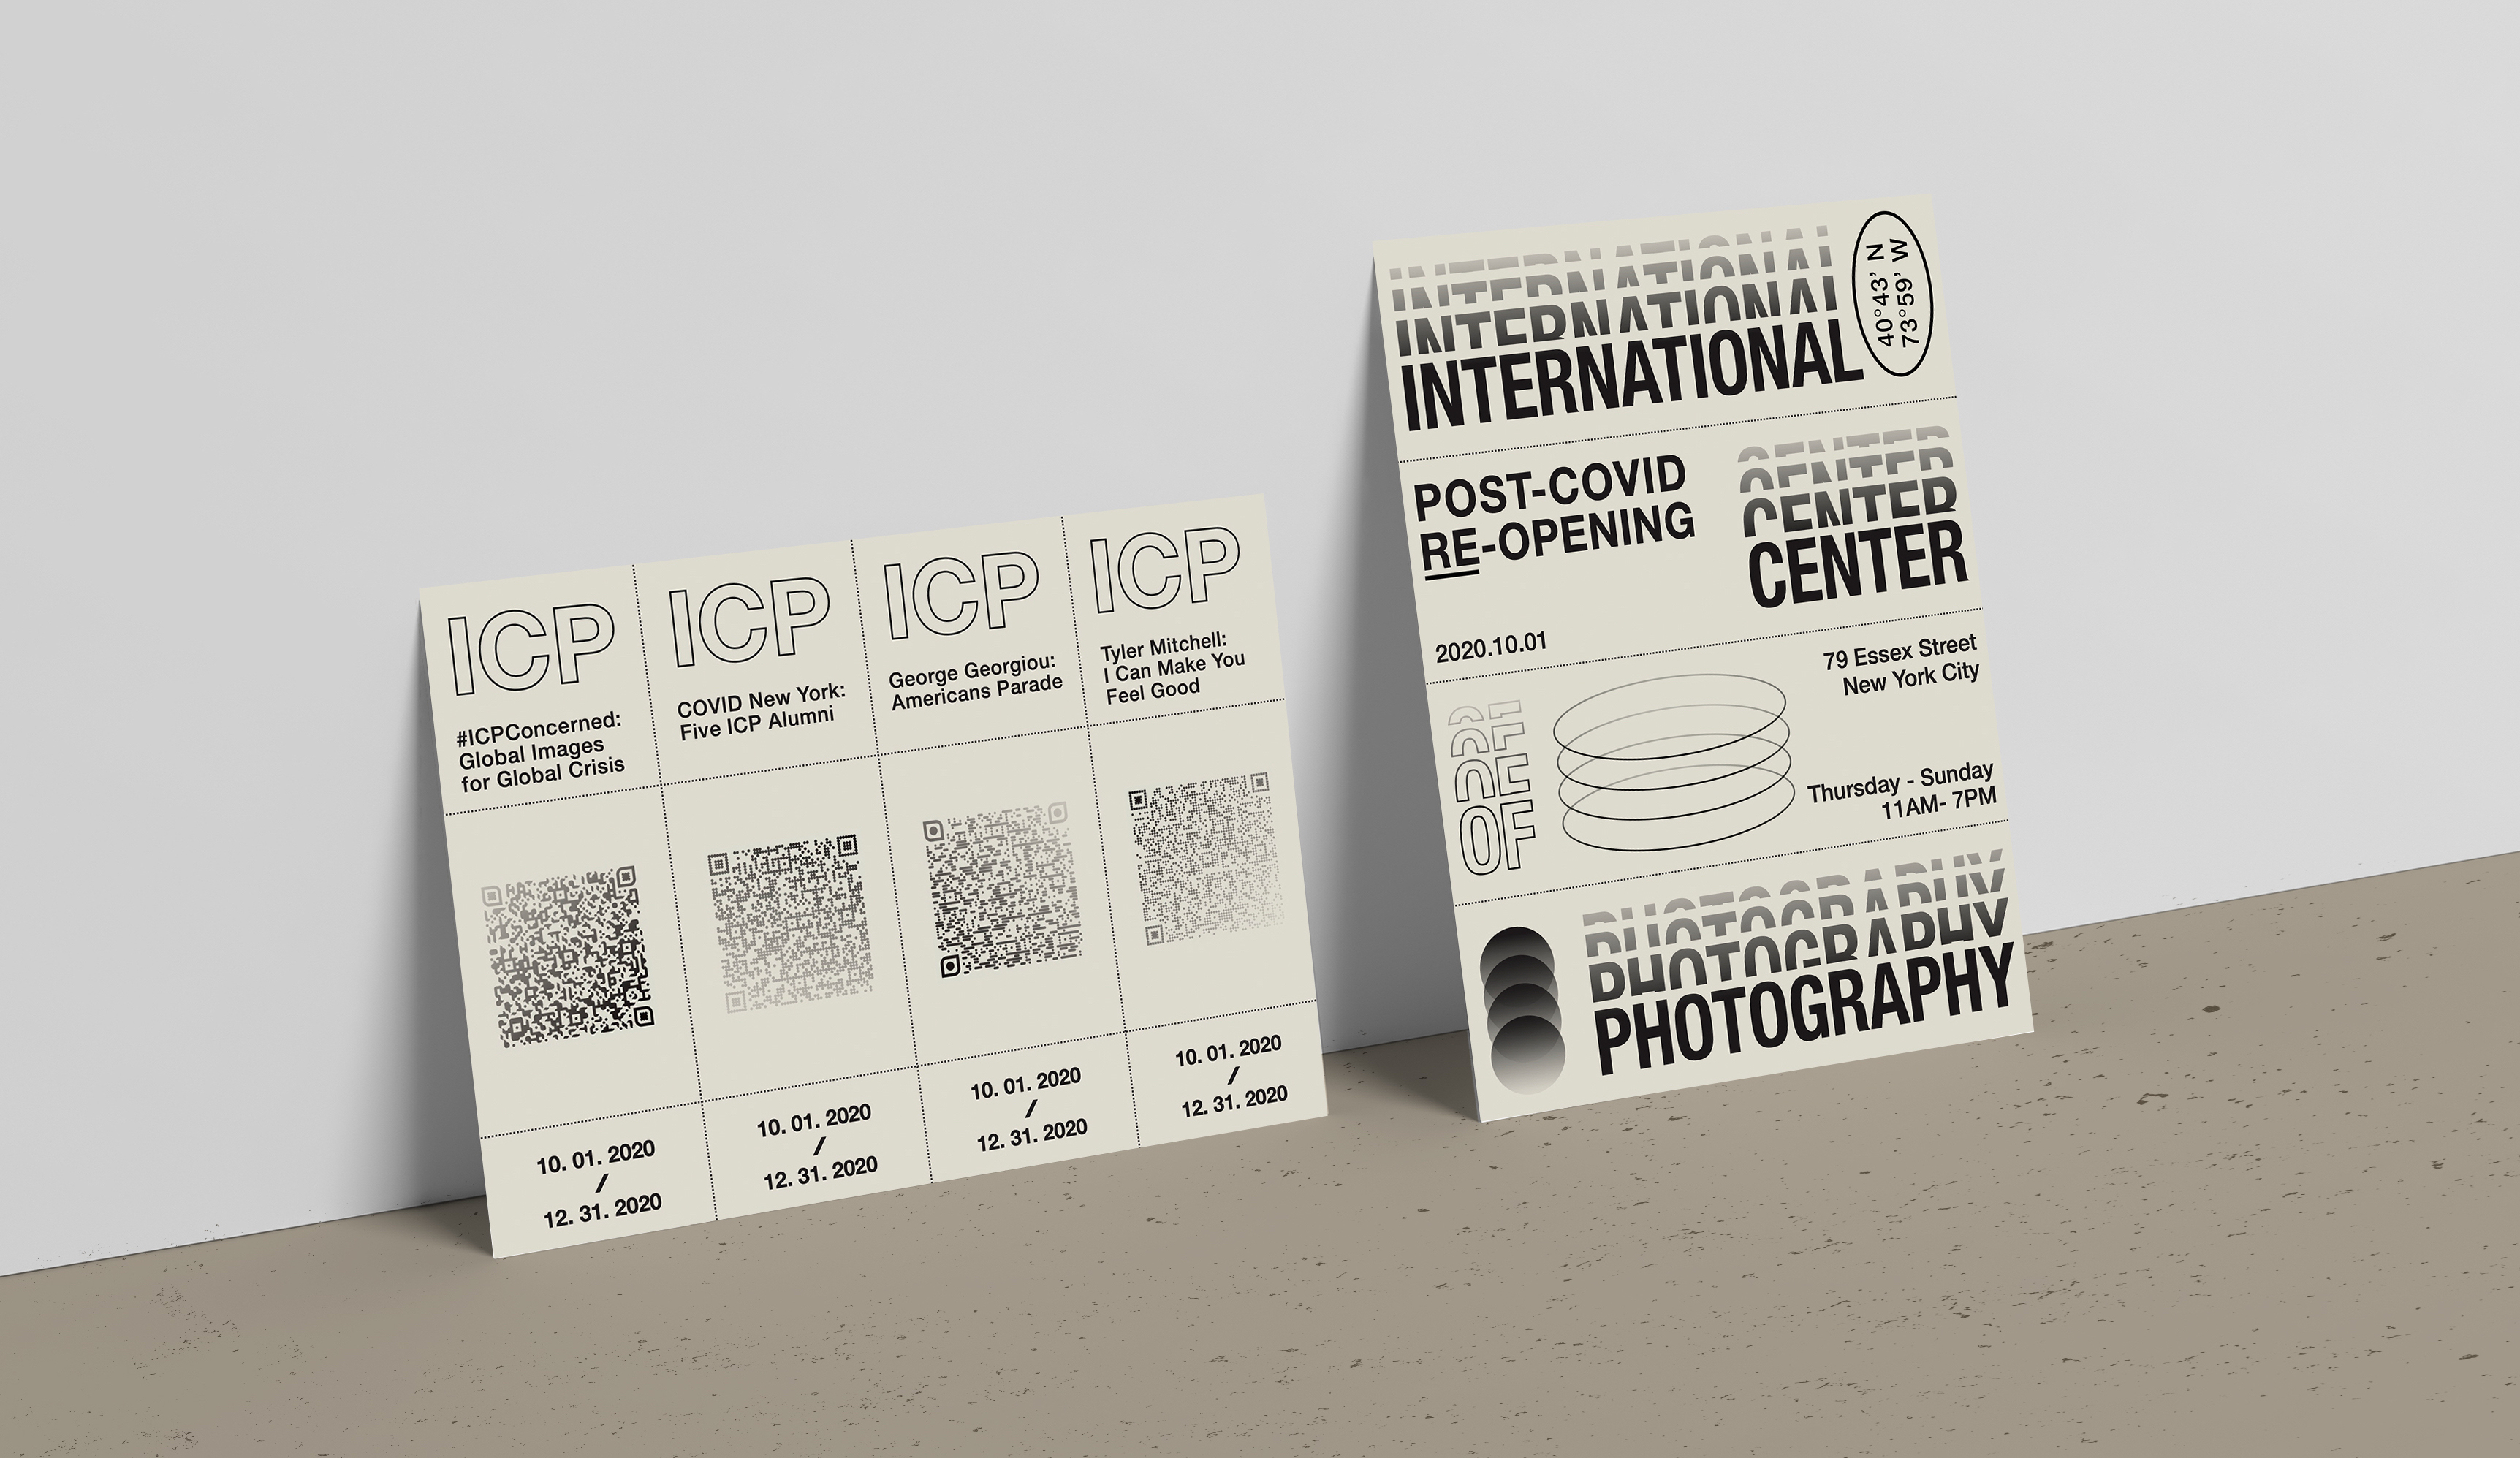 ICP
#ICPConcerned:
Global Images
for Global Crisis
10. 01. 2020
/
12. 31. 2020
ICP
COVID New York:
Five ICP Alumni
10. 01. 2020
/
12. 31. 2020
ICP
George Georgiou:
Americans Parade
10. 01. 2020
/
12. 31. 2020
ICP
Tyler Mitchell:
I Can Make You
Feel Good
10. 01. 2020
/
12. 31. 2020
INTERNATIONAL
INTERNATIONAL
INTERNATIONAL
INTERNATIONAL
40°43’ N
73°59’ W
POST-COVID
RE-OPENING
2020.10.01
CENTER
CENTER
CENTER
CENTER
79 Essex Street
New York City
OF
OF
OF
OF
Thursday - Sunday
11AM- 7PM
PHOTOGRAPHY
PHOTOGRAPHY
PHOTOGRAPHY
PHOTOGRAPHY